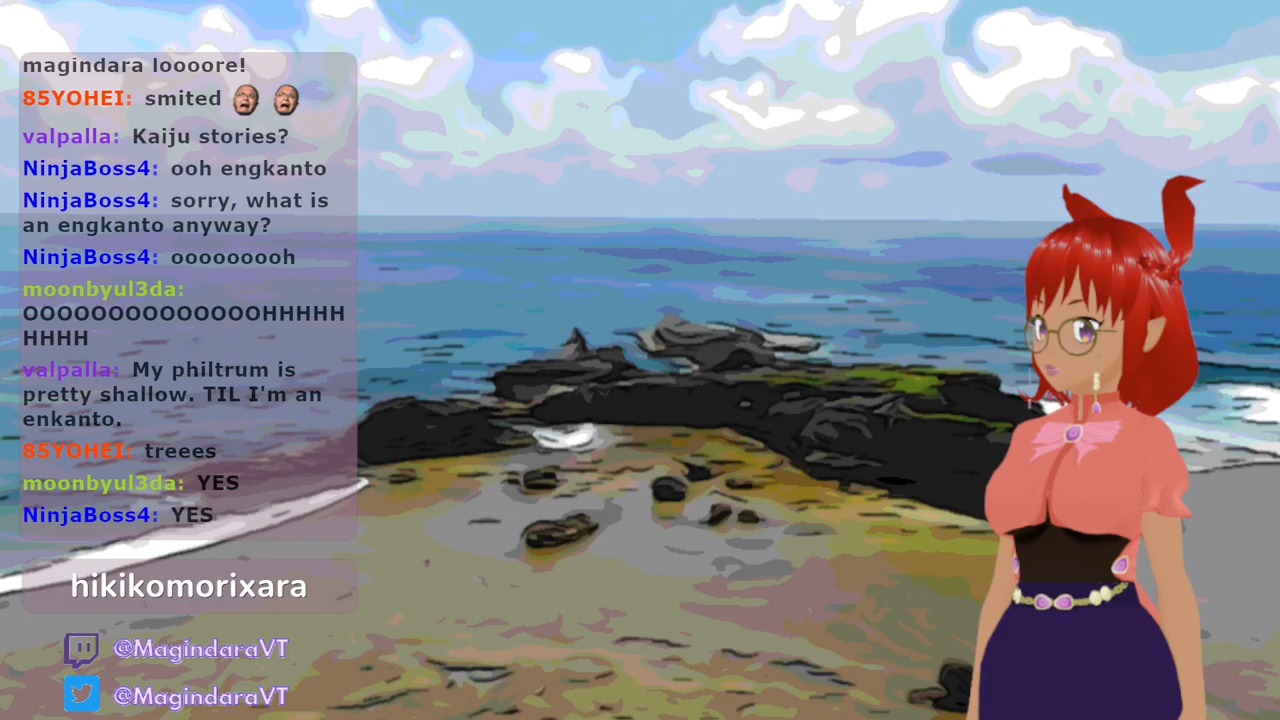 magindara loooore!
85YOHEI: smited
valpalla: Kaiju stories?
NinjaBoss4: ooh engkanto
NinjaBoss4: sorry, what is
an engkanto anyway?
NinjaBoss4: ooooooooh
moonbyul3da:
OOOOOOOOOOOOOOOHHHHH
HHHH
valpalla: My philtrum is
pretty shallow. TIL I'm an
enkanto.
85YOHEI: treees
moonbyul3da: YES
NinjaBoss4: YES
hikikomorixara
@MagindaraVT
@MagindaraVT